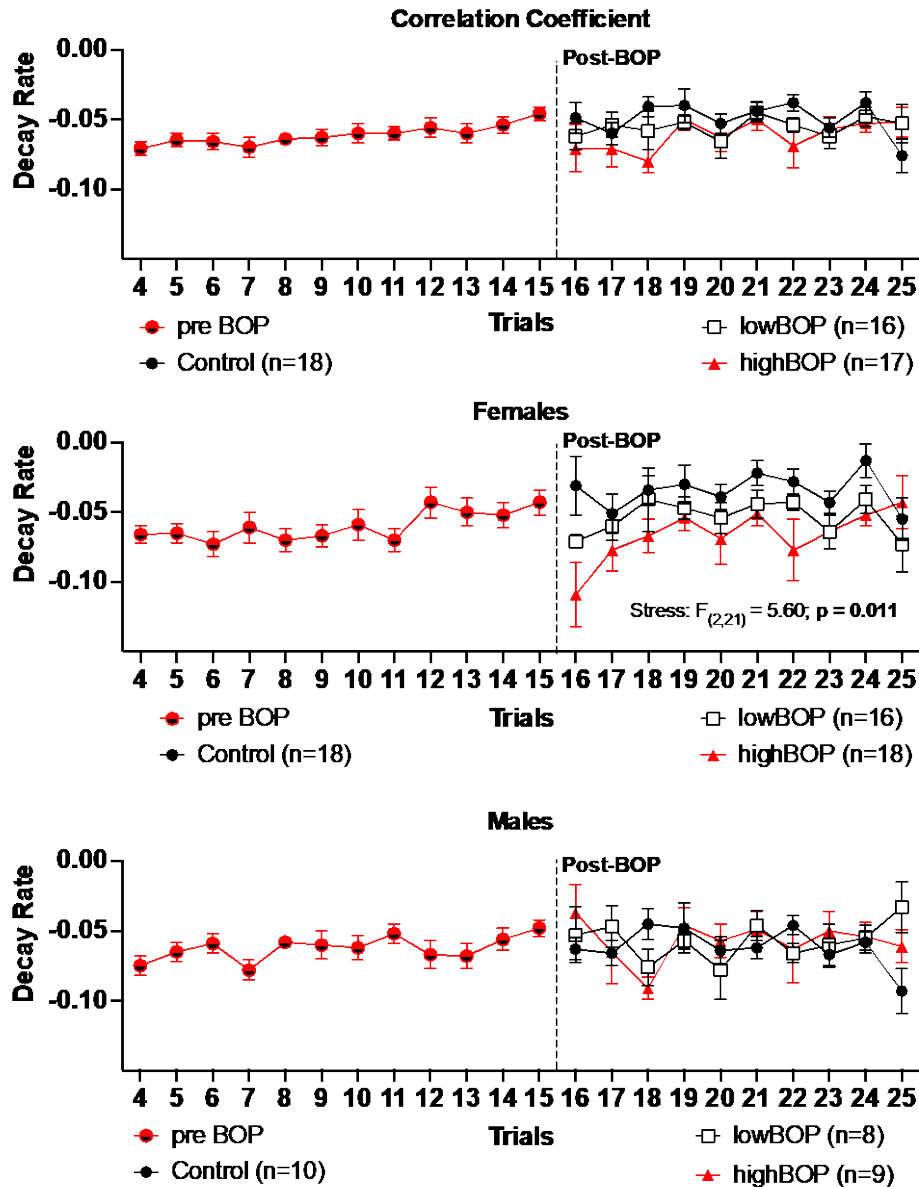 Correlation Coefficient
0.00
Post-BOP
-0.05
Decay Rate
-0.10
4 5 6 7 8 9 10 11 12 13 14 15 16 17 18 19 20 21 22 23 24 25
Trials
pre BOP
lowBOP (n=16)
Control (n=18)
highBOP (n=17)
Females
0.00
Post-BOP
-0.05
Decay Rate
-0.10
Stress: F(2,21) = 5.60; p = 0.011
4 5 6 7 8 9 10 11 12 13 14 15 16 17 18 19 20 21 22 23 24 25
Trials
pre BOP
lowBOP (n=16)
Control (n=18)
highBOP (n=18)
Males
0.00
Post-BOP
-0.05
Decay Rate
-0.10
4 5 6 7 8 9 10 11 12 13 14 15 16 17 18 19 20 21 22 23 24 25
Trials
pre BOP
lowBOP (n=8)
Control (n=10)
highBOP (n=9)